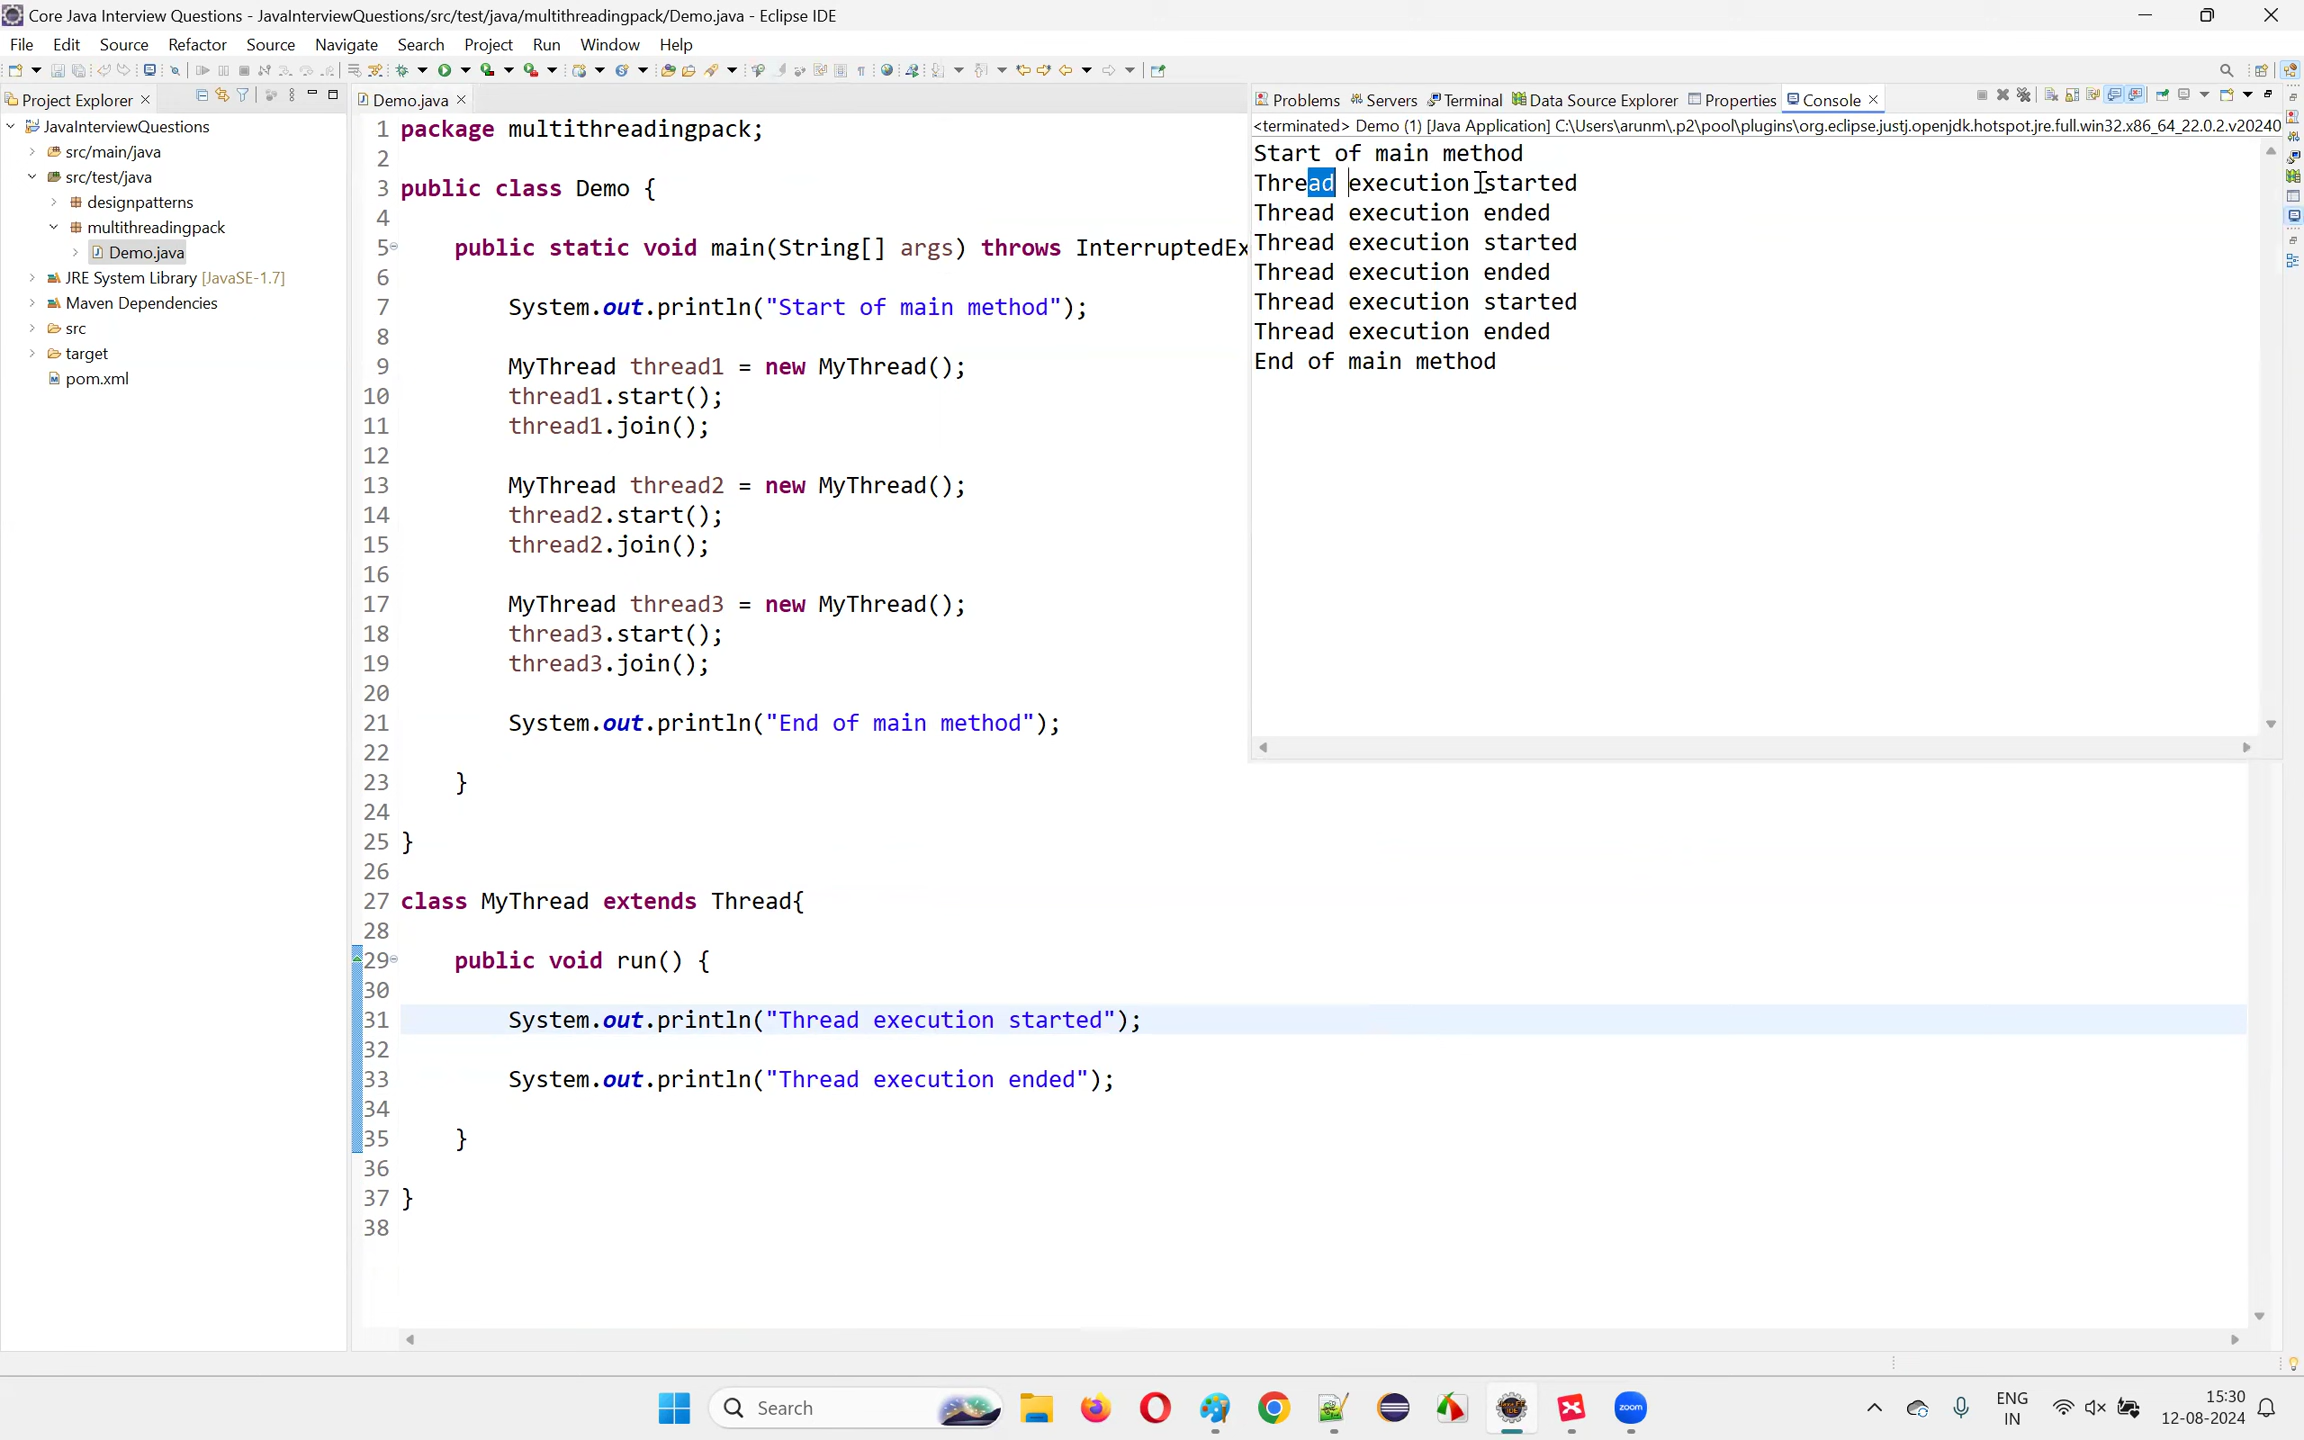 Core Java Interview Questions - JavaInterviewQuestions/src/test/java/multithreadingpack/Demo.java - Eclipse IDE
File Edit Source Refactor Source Navigate Search Project Run Window Help
Project Explorer
JavaInterviewQuestions
src/main/java
src/test/java
designpatterns
multithreadingpack
Demo.java
JRE System Library [JavaSE-1.7]
Maven Dependencies
src
target
pom.xml
Demo.java
1 package multithreadingpack;
2
3 public class Demo {
4
5 public static void main(String[] args) throws InterruptedEx
6
7 System.out.println("Start of main method");
8
9 MyThread thread1 = new MyThread();
10 thread1.start();
11 thread1.join();
12
13 MyThread thread2 = new MyThread();
14 thread2.start();
15 thread2.join();
16
17 MyThread thread3 = new MyThread();
18 thread3.start();
19 thread3.join();
20
21 System.out.println("End of main method");
22
23 }
24
25 }
26
27 class MyThread extends Thread{
28
29 public void run() {
30
31 System.out.println("Thread execution started");
32
33 System.out.println("Thread execution ended");
34
35 }
36
37 }
38
Problems Servers Terminal Data Source Explorer Properties Console
<terminated> Demo (1) [Java Application] C:\Users\arunm\.p2\pool\plugins\org.eclipse.justj.openjdk.hotspot.jre.full.win32.x86_64_22.0.2.v20240
Start of main method
Thread execution started
Thread execution ended
Thread execution started
Thread execution ended
Thread execution started
Thread execution ended
End of main method
Search
zoom
ENG
IN
15:30
12-08-2024